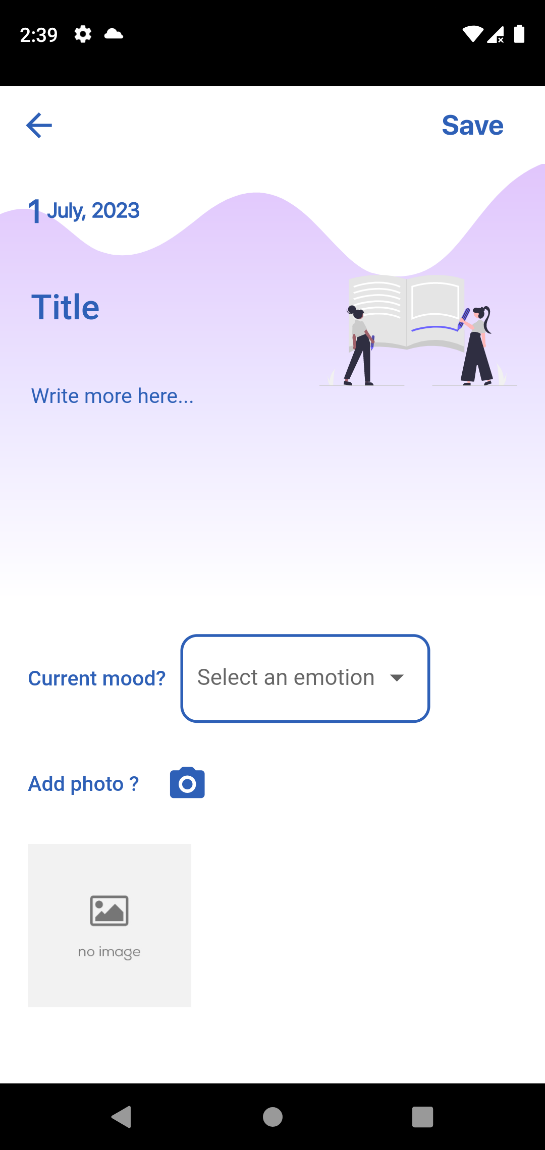 2:39
Save
1 July, 2023
Title
Write more here...
Current mood?
Select an emotion
Add photo ?
no image